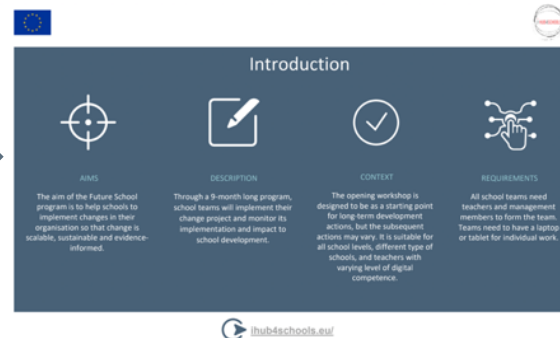 Introduction
AIMS
The aim of the Future School
program is to help schools to
implement changes in their
organisation so that change is
scalable, sustainable and evidence-
informed.
DESCRIPTION
Through a 9-month long program,
school teams will implement their
change project and monitor its
implementation and impact to
school development.
CONTEXT
The opening workshop is
designed to be as a starting point
for long-term development
actions, but the subsequent
actions may vary. It is suitable for
all school levels, different type of
schools, and teachers with
varying level of digital
competence.
REQUIREMENTS
All school teams need
teachers and management
members to form the team.
Teams need to have a laptop
or tablet for individual work.
ihub4schools.eu/